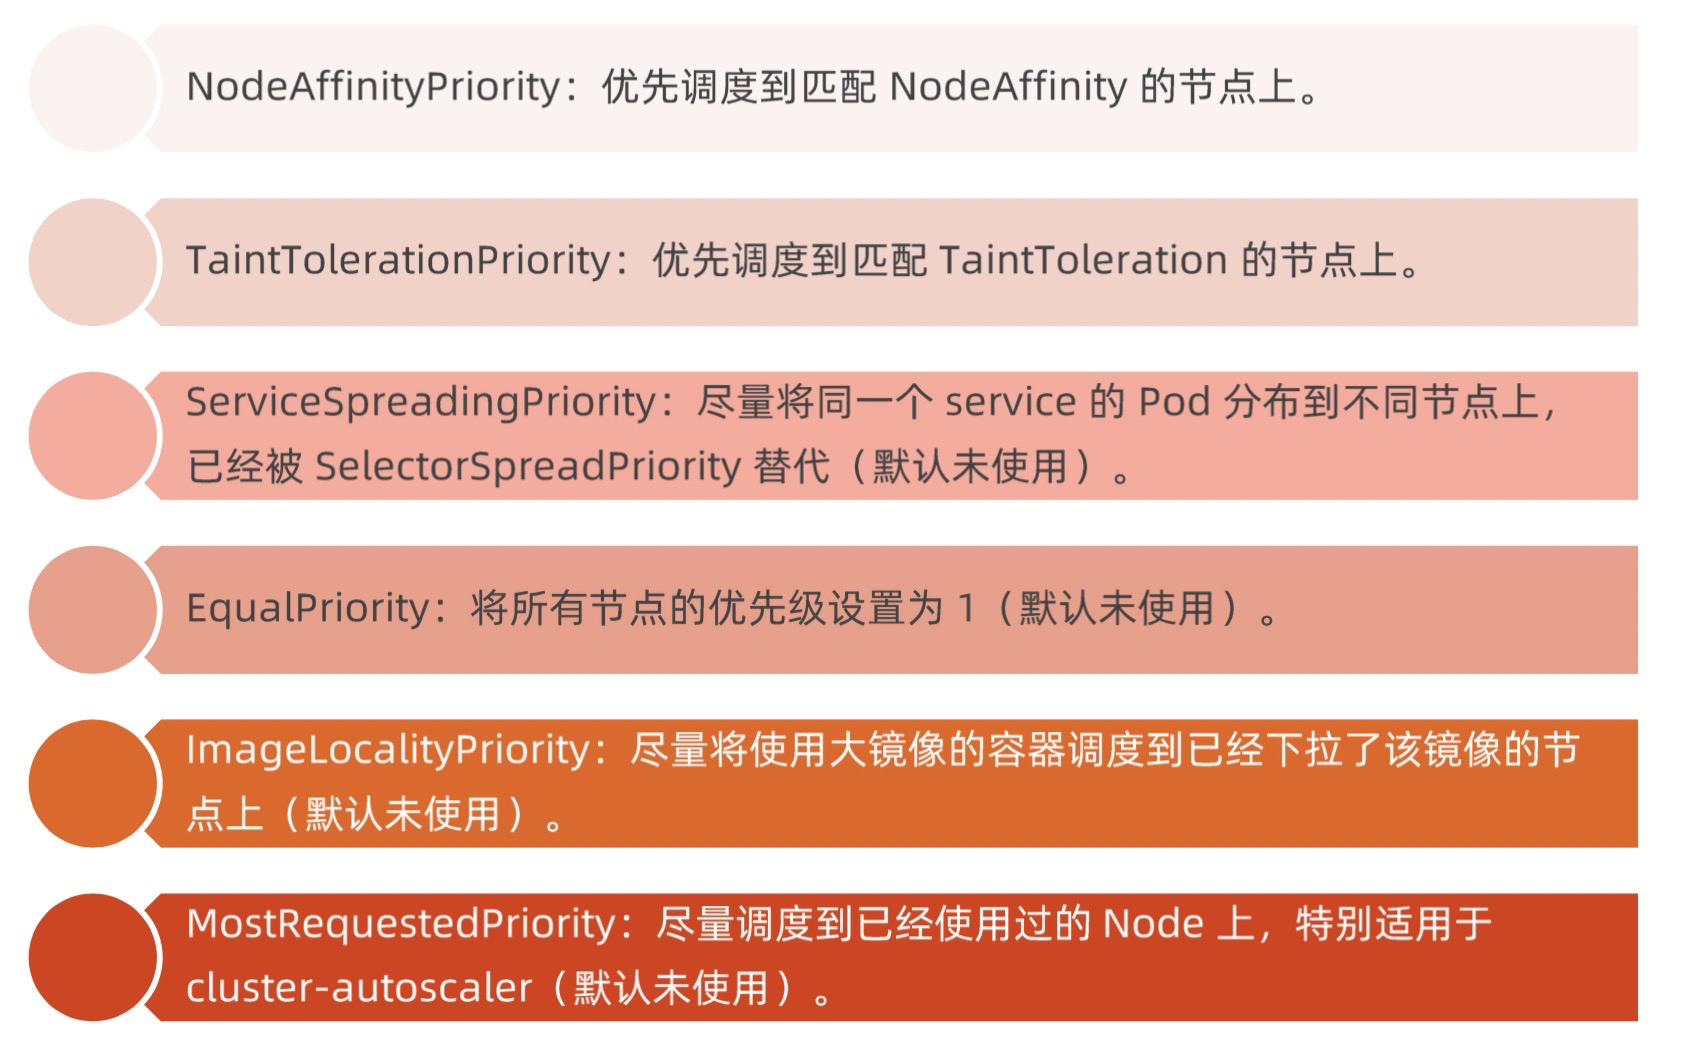 NodeAffinityPriority：优先调度到匹配 NodeAffinity 的节点上。
TaintTolerationPriority：优先调度到匹配 TaintToleration 的节点上。
ServiceSpreadingPriority：尽量将同一个 service 的 Pod 分布到不同节点上，
已经被 SelectorSpreadPriority 替代（默认未使用）。
EqualPriority：将所有节点的优先级设置为 1（默认未使用）。
ImageLocalityPriority：尽量将使用大镜像的容器调度到已经下拉了该镜像的节
点上（默认未使用）。
MostRequestedPriority：尽量调度到已经使用过的 Node 上，特别适用于
cluster-autoscaler（默认未使用）。